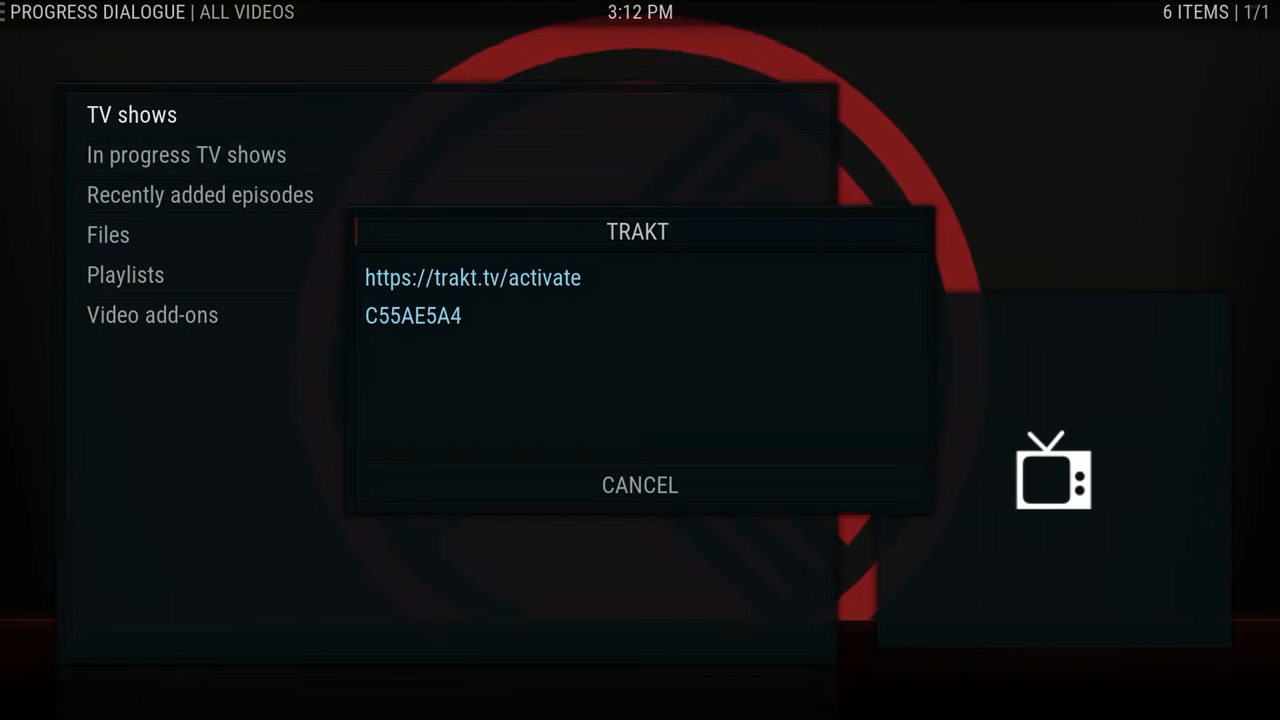 PROGRESS DIALOGUE | ALL VIDEOS
3:12 PM
6 ITEMS | 1/1
TV shows
In progress TV shows
Recently added episodes
Files
Playlists
Video add-ons
TRAKT
https://trakt.tv/activate
C55AE5A4
CANCEL